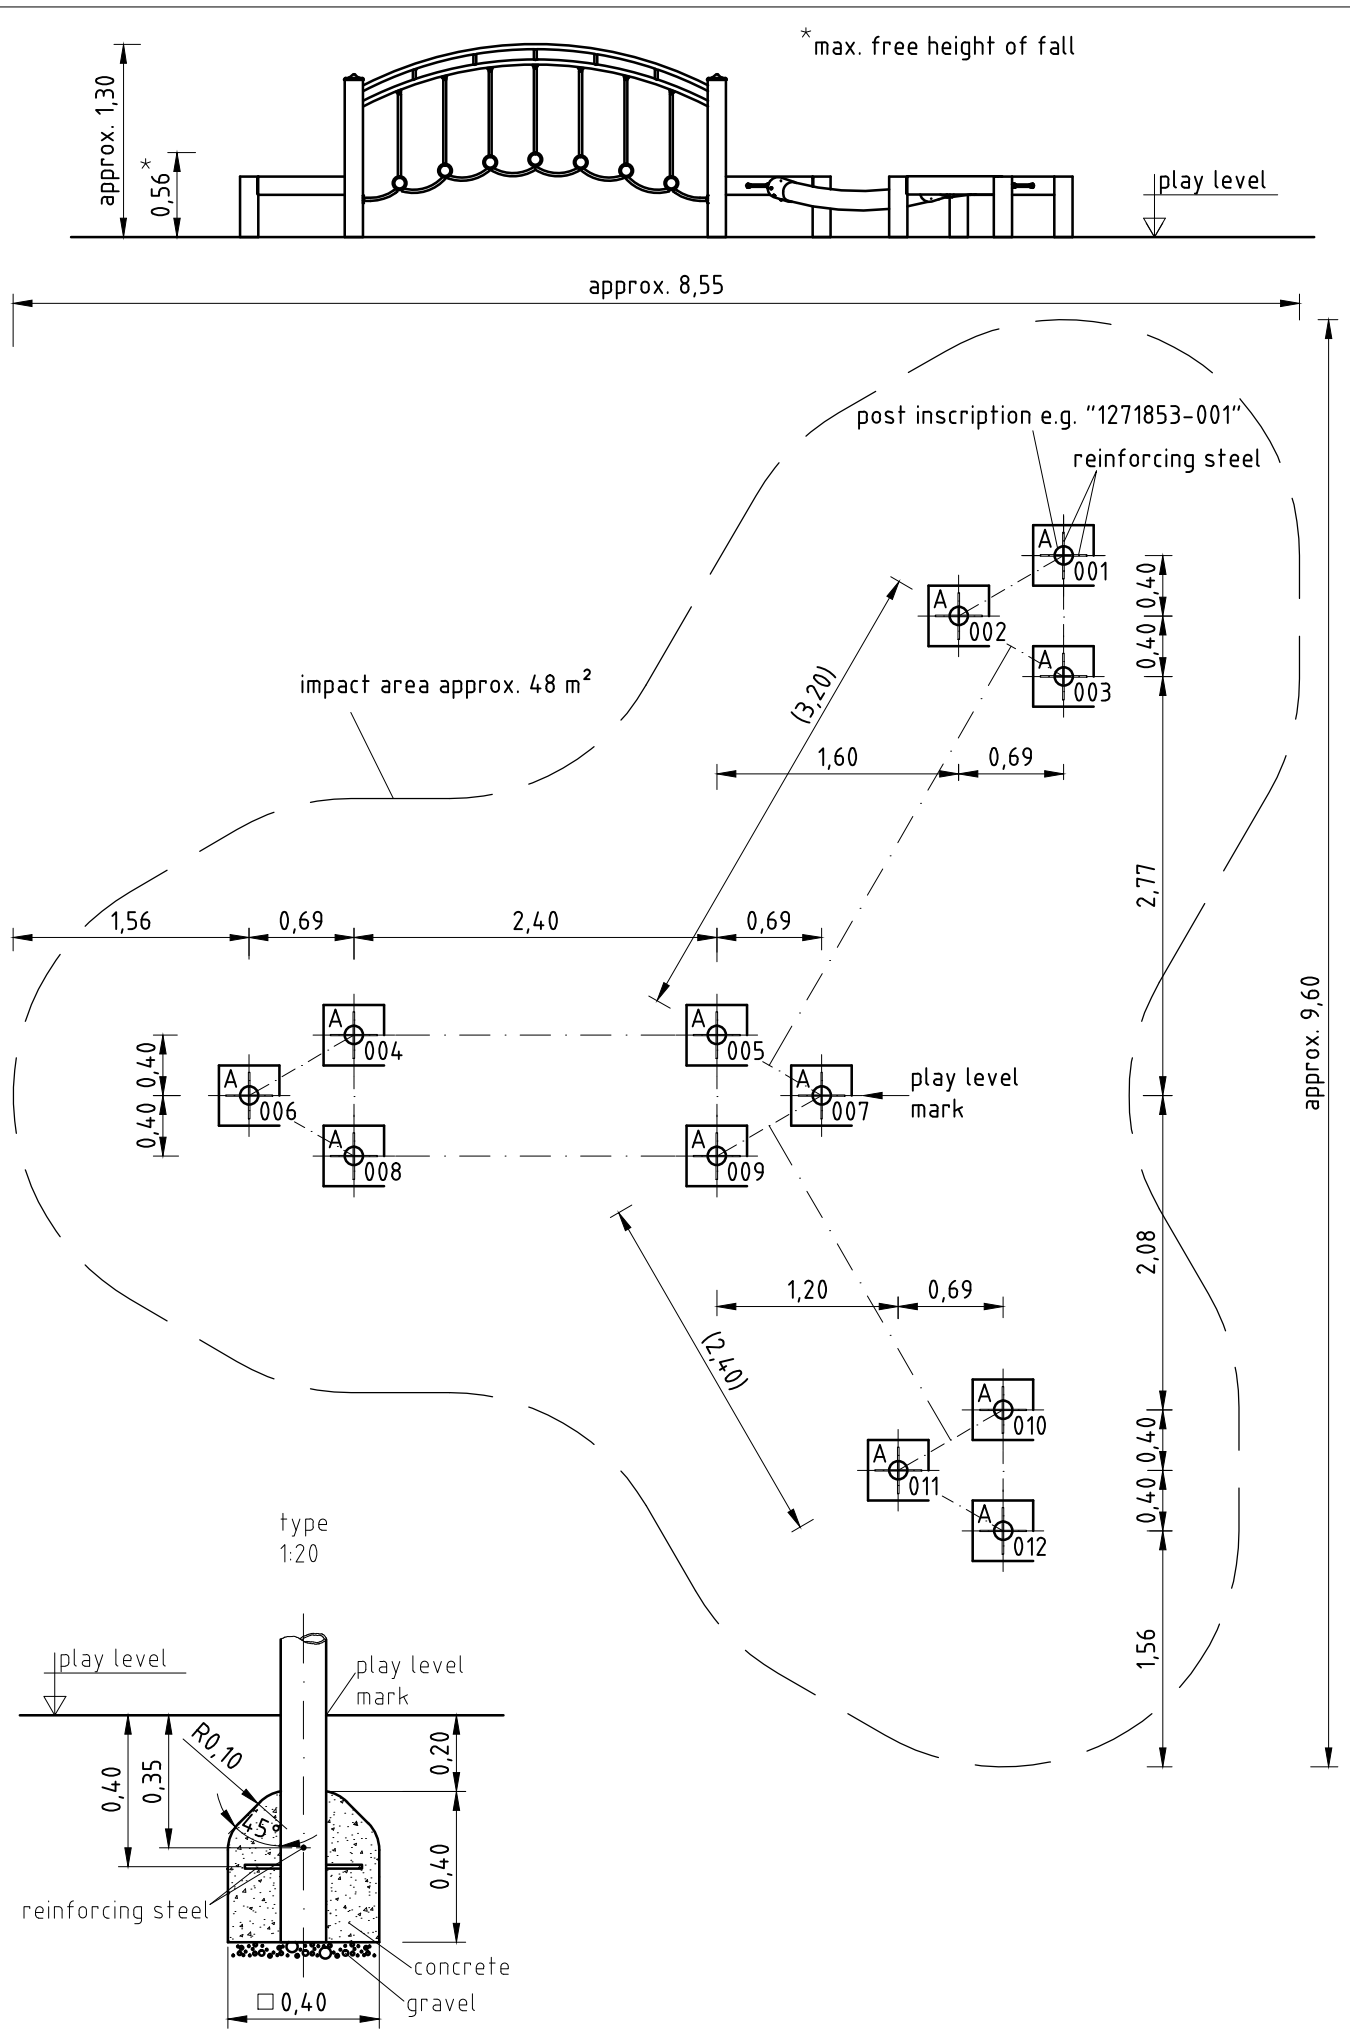 *max. free height of fall
approx. 1,30
0,56*
play level
approx. 8,55
post inscription e.g. "1271853-001"
reinforcing steel
A
001
0,40
A
002
0,40
A
003
impact area approx. 48 m²
(3,20)
1,60
0,69
2,77
1,56
0,69
2,40
0,69
approx. 9,60
A
004
A
005
0,40
A
006
A
007
play level
mark
0,40
A
008
A
009
2,08
1,20
0,69
(2,40)
A
010
0,40
A
011
0,40
A
012
type
1:20
1,56
play level
play level
mark
R0,10
0,20
0,35
0,40
45°
0,40
reinforcing steel
concrete
□ 0,40
gravel